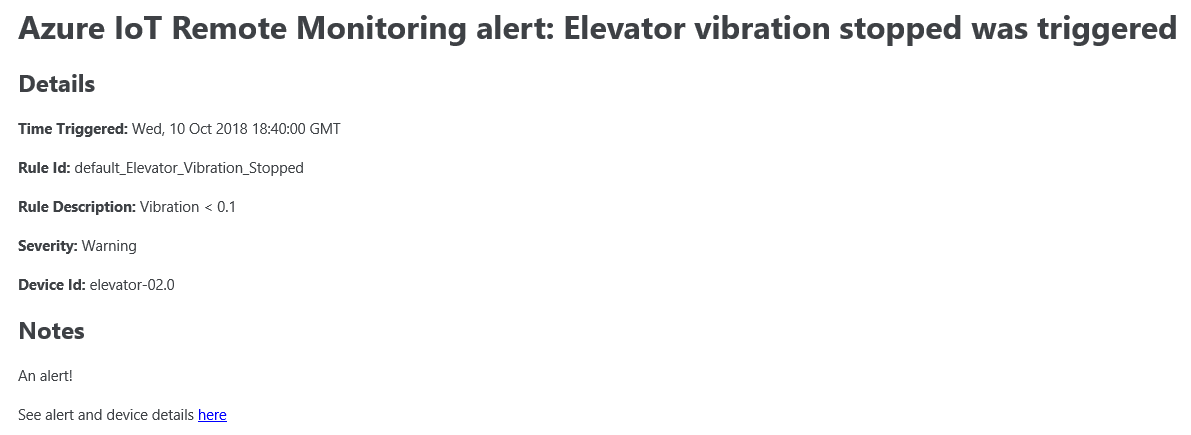 Azure IoT Remote Monitoring alert: Elevator vibration stopped was triggered
Details
Time Triggered: Wed, 10 Oct 2018 18:40:00 GMT
Rule Id: default_Elevator_Vibration_Stopped
Rule Description: Vibration < 0.1
Severity: Warning
Device Id: elevator-02.0
Notes
An alert!
See alert and device details here